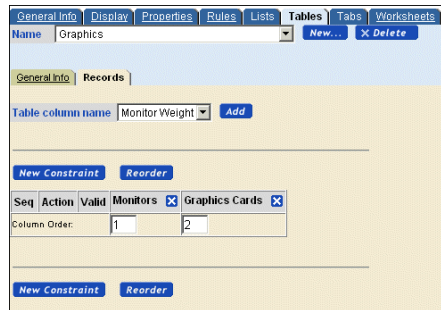 General Info Display Properties Rules Lists Tables Tabs Worksheets
Name Graphics New... X Delete
General Info Records
Table column name Monitor Weight Add
New Constraint Reorder
Seq Action Valid Monitors X Graphics Cards X
Column Order: 1 2
New Constraint Reorder